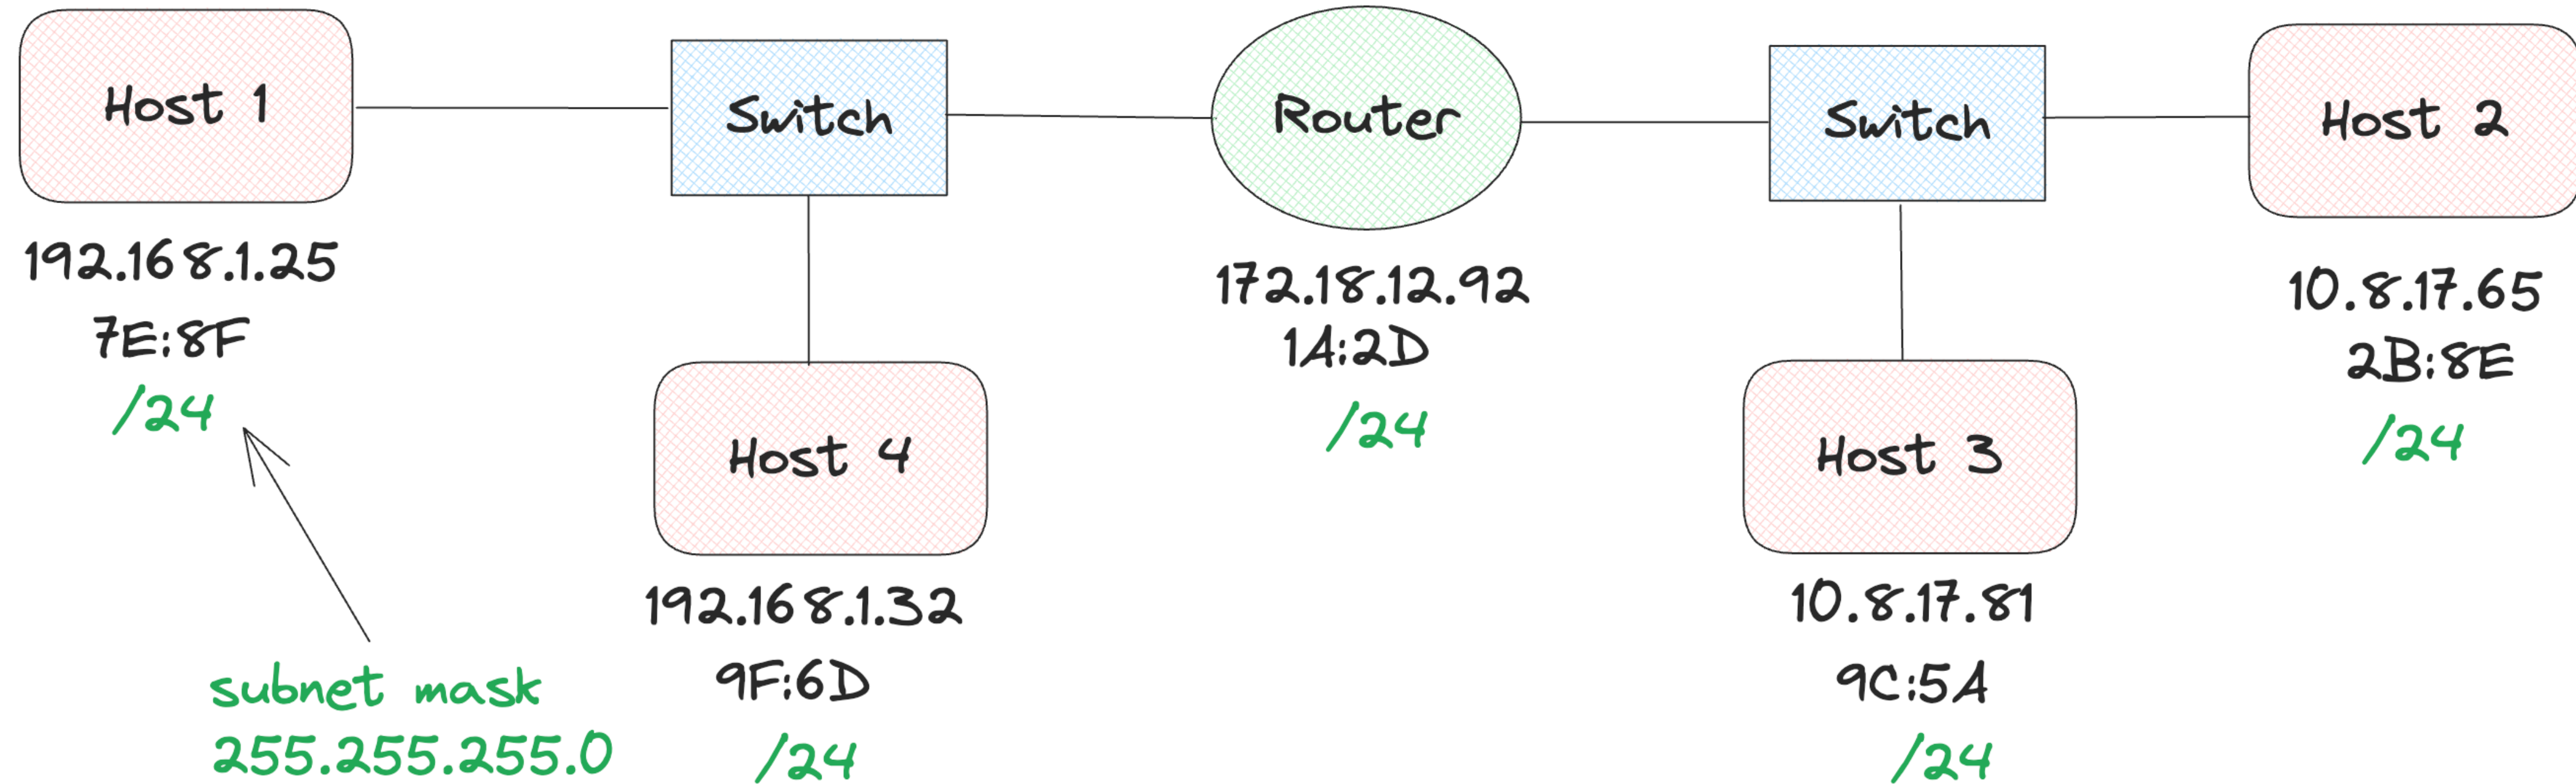 Host 1
192.168.1.25
7E:8F
/24
subnet mask
255.255.255.0
Switch
Host 4
192.168.1.32
9F:6D
/24
Router
172.18.12.92
1A:2D
/24
Switch
Host 3
10.8.17.81
9C:5A
/24
Host 2
10.8.17.65
2B:8E
/24